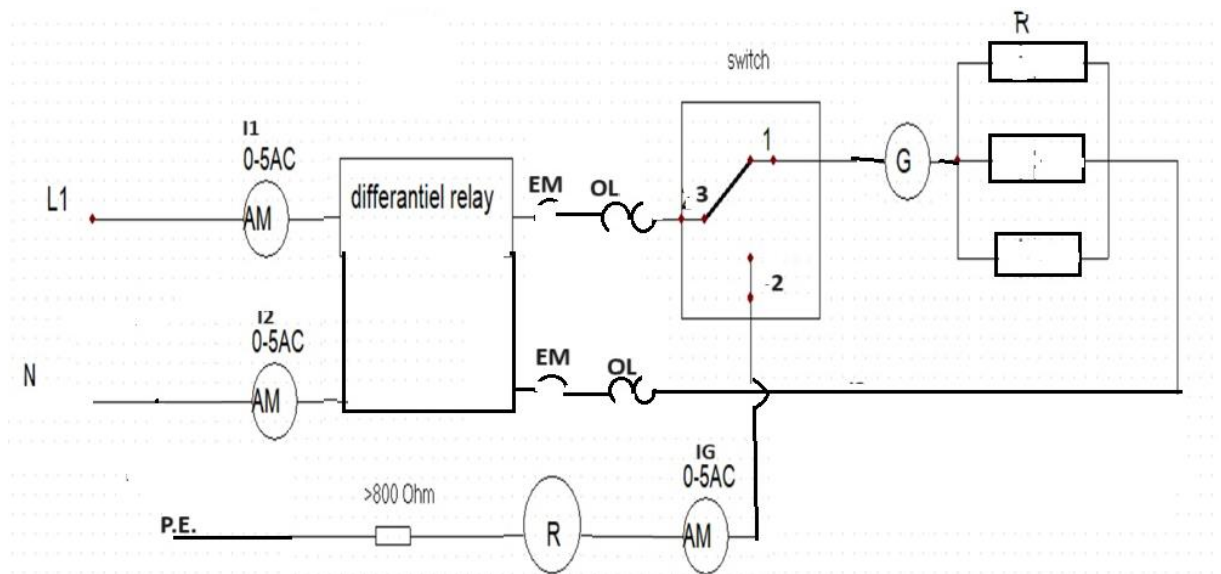 R
switch
I1
0-5AC
1
G
L1
AM
differantiel relay
EM
OL
3
2
I2
0-5AC
N
AM
EM
OL
IG
0-5AC
>800 Ohm
P.E.
R
AM